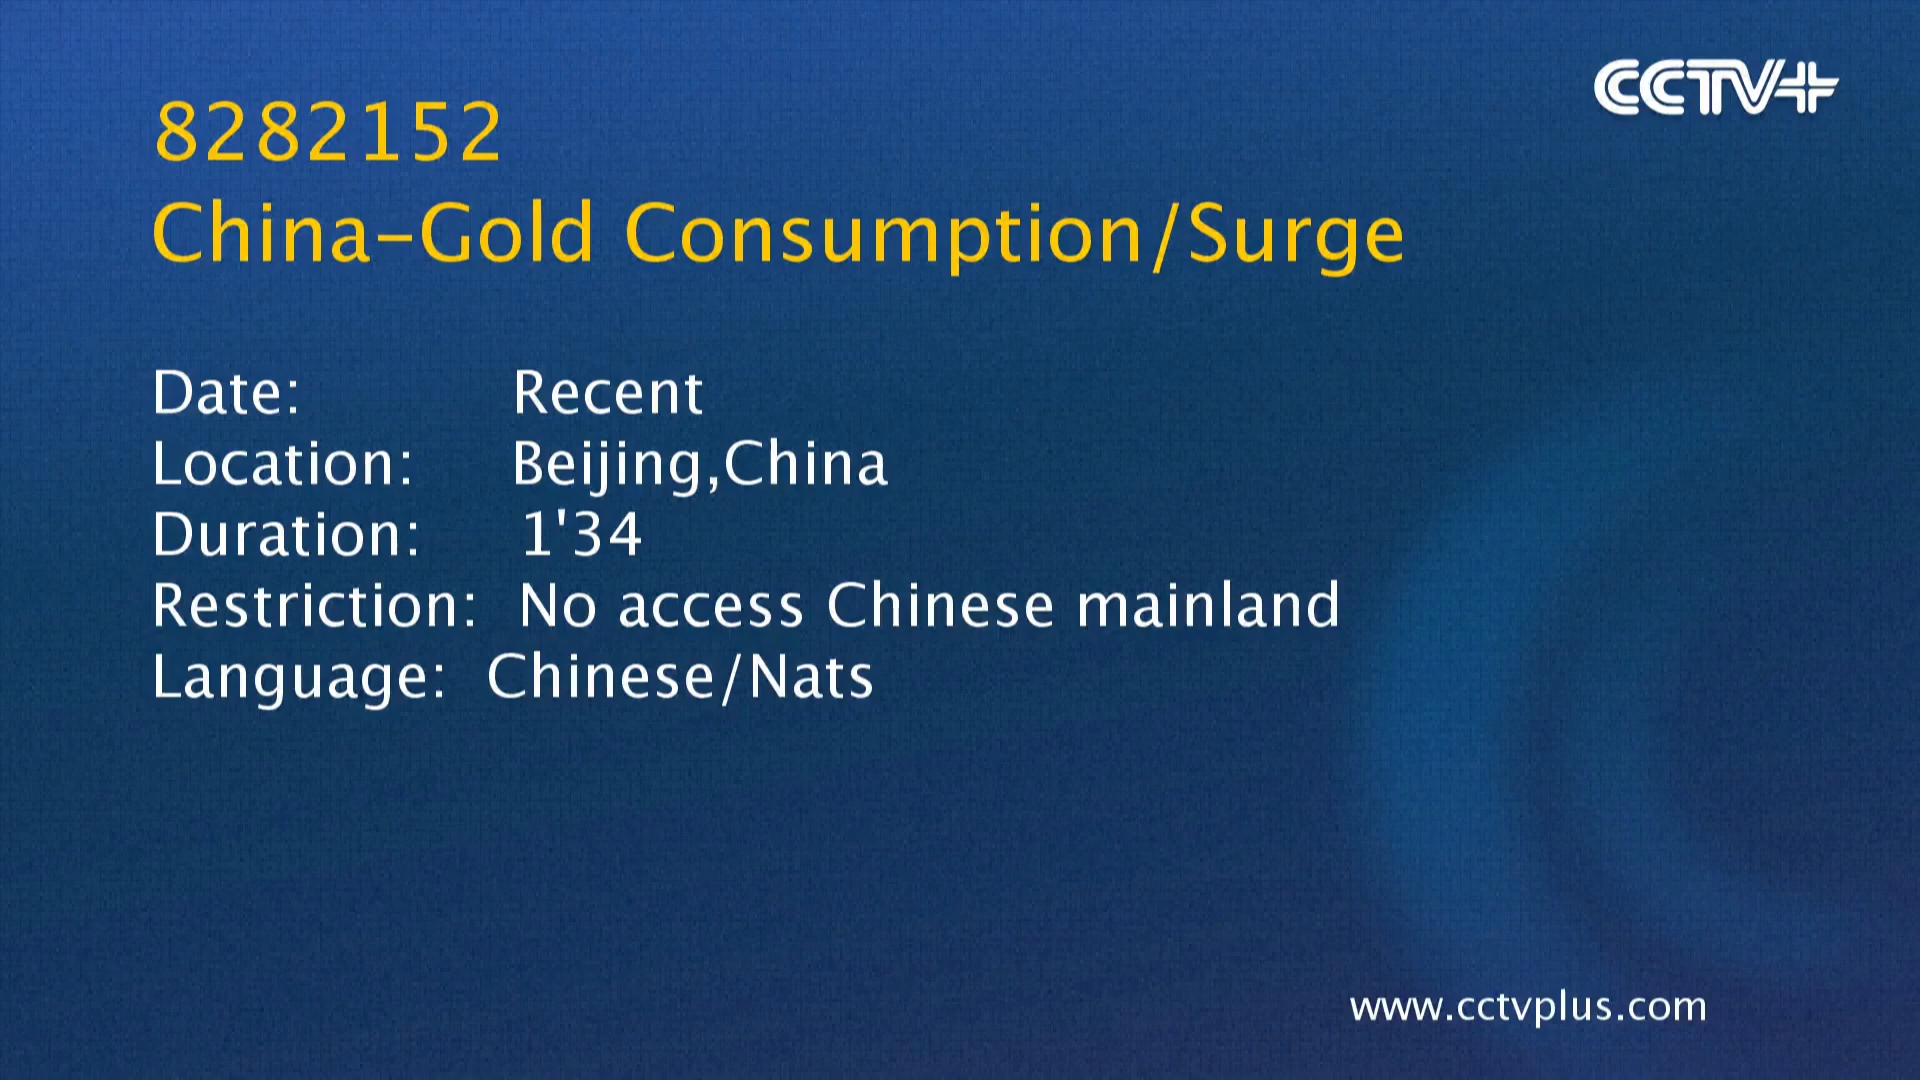 CCTV+
8282152
China-Gold Consumption/Surge
Date: Recent
Location: Beijing,China
Duration: 1'34
Restriction: No access Chinese mainland
Language: Chinese/Nats
www.cctvplus.com